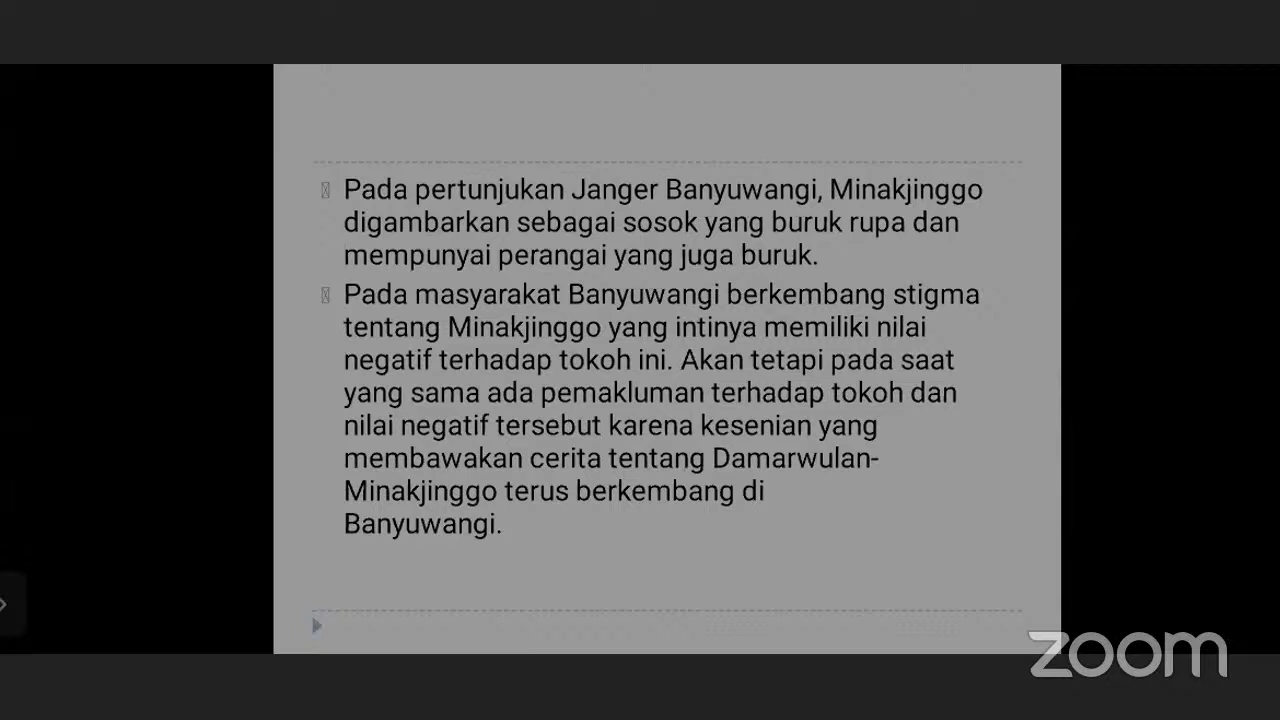 Pada pertunjukan Janger Banyuwangi, Minakjinggo
digambarkan sebagai sosok yang buruk rupa dan
mempunyai perangai yang juga buruk.
Pada masyarakat Banyuwangi berkembang stigma
tentang Minakjinggo yang intinya memiliki nilai
negatif terhadap tokoh ini. Akan tetapi pada saat
yang sama ada pemakluman terhadap tokoh dan
nilai negatif tersebut karena kesenian yang
membawakan cerita tentang Damarwulan-
Minakjinggo terus berkembang di
Banyuwangi.
zoom